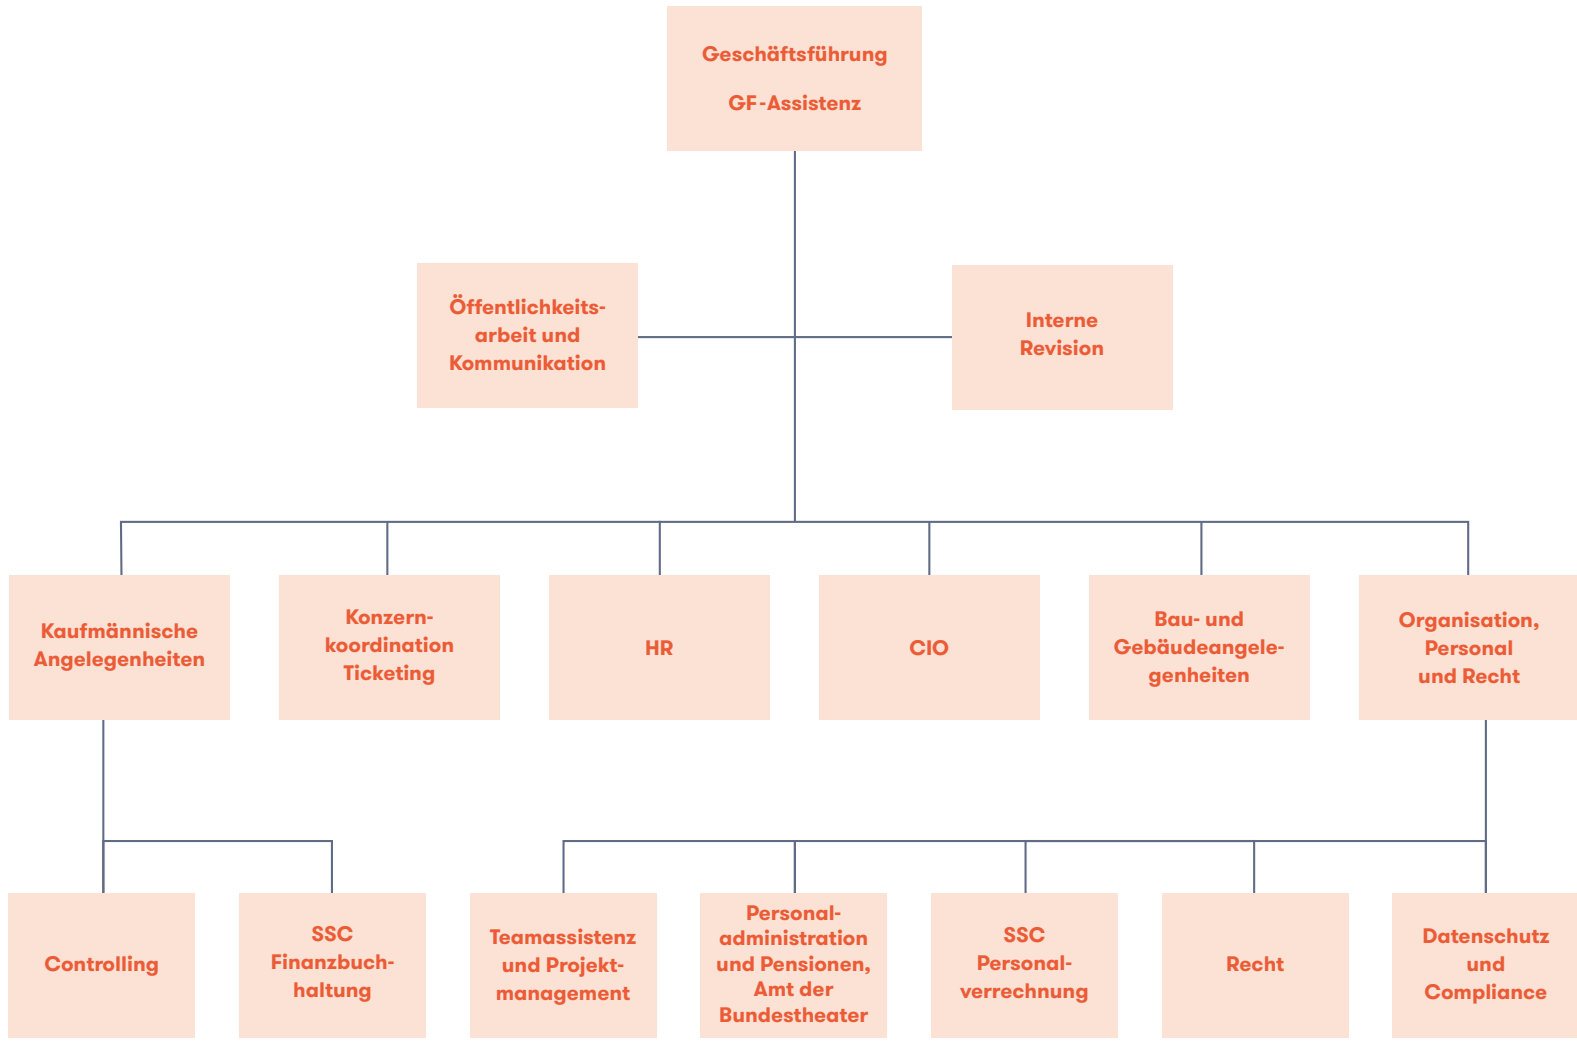 Geschäftsführung
GF-Assistenz
Öffentlichkeits-
arbeit und
Kommunikation
Interne
Revision
Kaufmännische
Angelegenheiten
Konzern-
koordination
Ticketing
HR
CIO
Bau- und
Gebäudeangele-
genheiten
Organisation,
Personal
und Recht
Controlling
SSC
Finanzbuch-
haltung
Teamassistenz
und Projekt-
management
Personal-
administration
und Pensionen,
Amt der
Bundestheater
SSC
Personal-
verrechnung
Recht
Datenschutz
und
Compliance